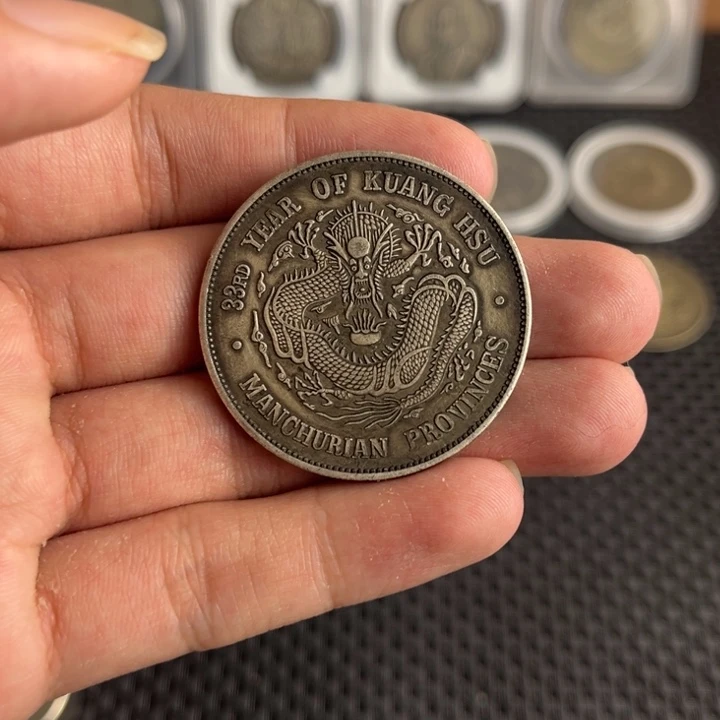 33RD YEAR OF KUANG HSU
MANCHURIAN PROVINCES